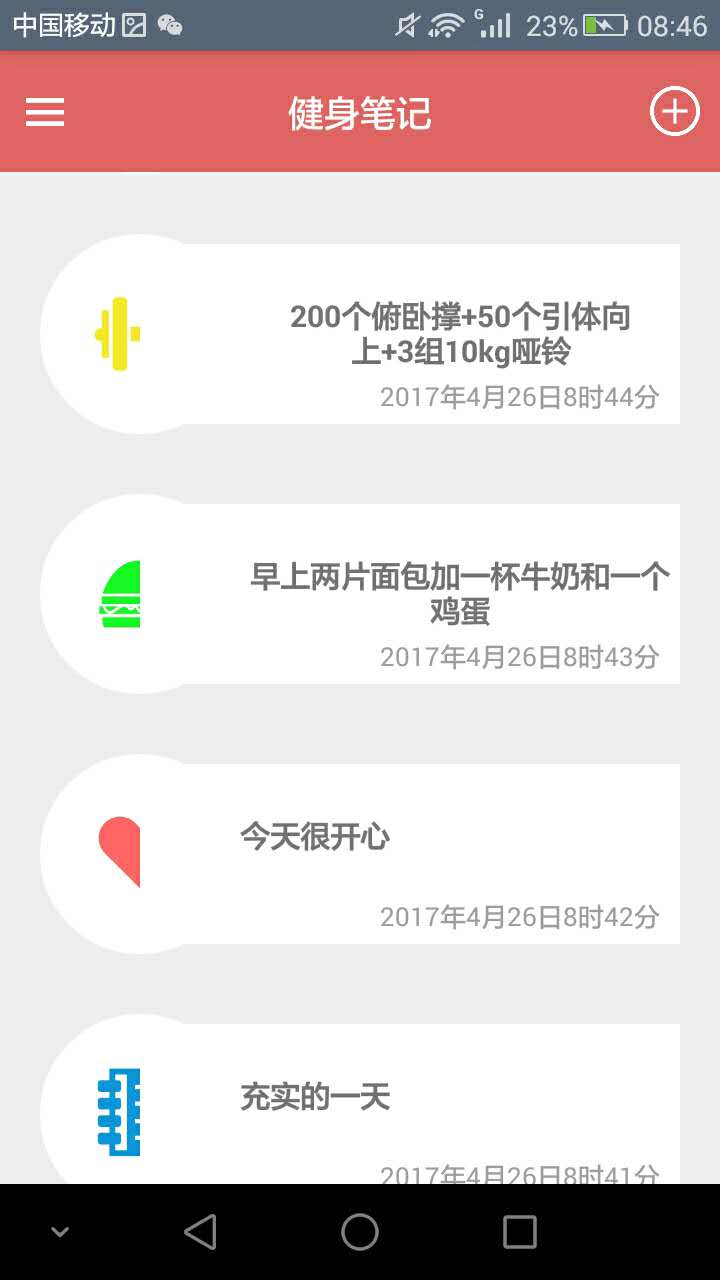 中国移动 G 23% 08:46
健身笔记
200个俯卧撑+50个引体向
上+3组10kg哑铃
2017年4月26日8时44分
早上两片面包加一杯牛奶和一个
鸡蛋
2017年4月26日8时43分
今天很开心
2017年4月26日8时42分
充实的一天
2017年4月26日8时41分